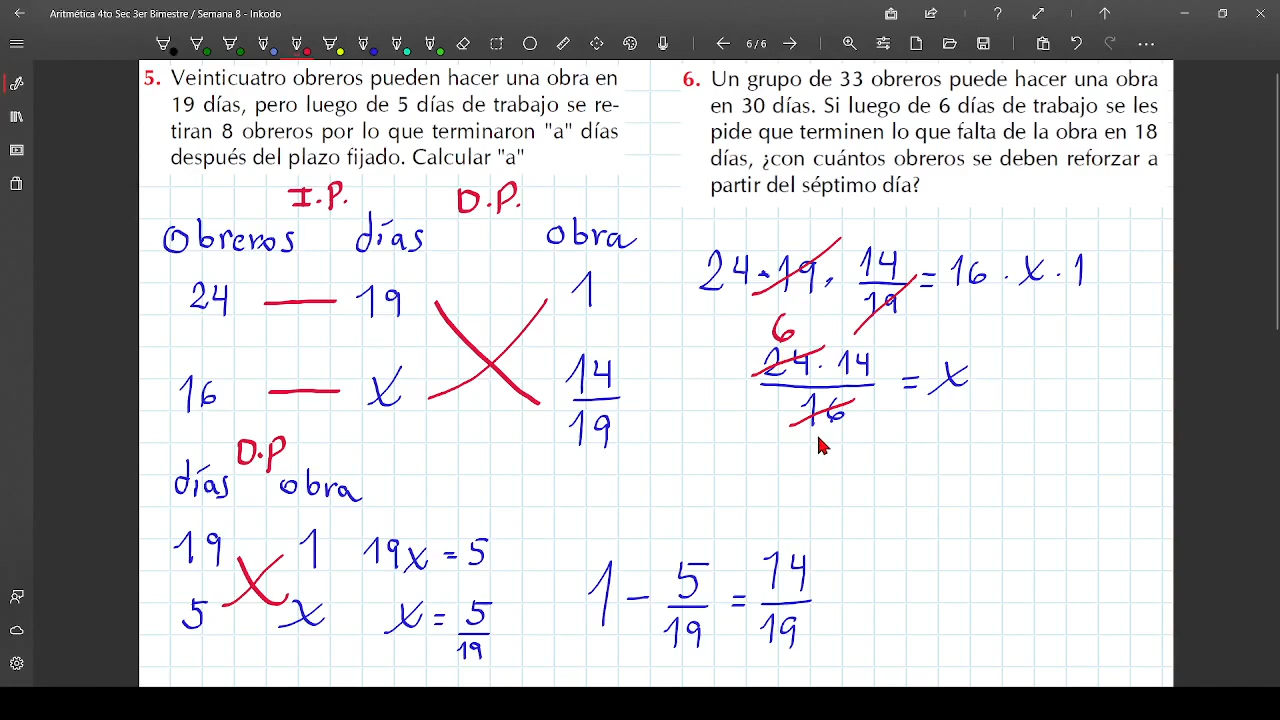 Aritmética 4to Sec 3er Bimestre / Semana 8 - Inkodo
6 / 6
5. Veinticuatro obreros pueden hacer una obra en
19 días, pero luego de 5 días de trabajo se re-
tiran 8 obreros por lo que terminaron "a" días
después del plazo fijado. Calcular "a"
I.P. D.P.
Obreros días obra
24 19 1
16 x 14/19
D.P
días obra
19 1 19x = 5
5 x x = 5/19
1 - 5/19 = 14/19
6. Un grupo de 33 obreros puede hacer una obra
en 30 días. Si luego de 6 días de trabajo se les
pide que terminen lo que falta de la obra en 18
días, ¿con cuántos obreros se deben reforzar a
partir del séptimo día?
24 · 19 · 14/19 = 16 · x · 1
6
24 · 14/16 = x